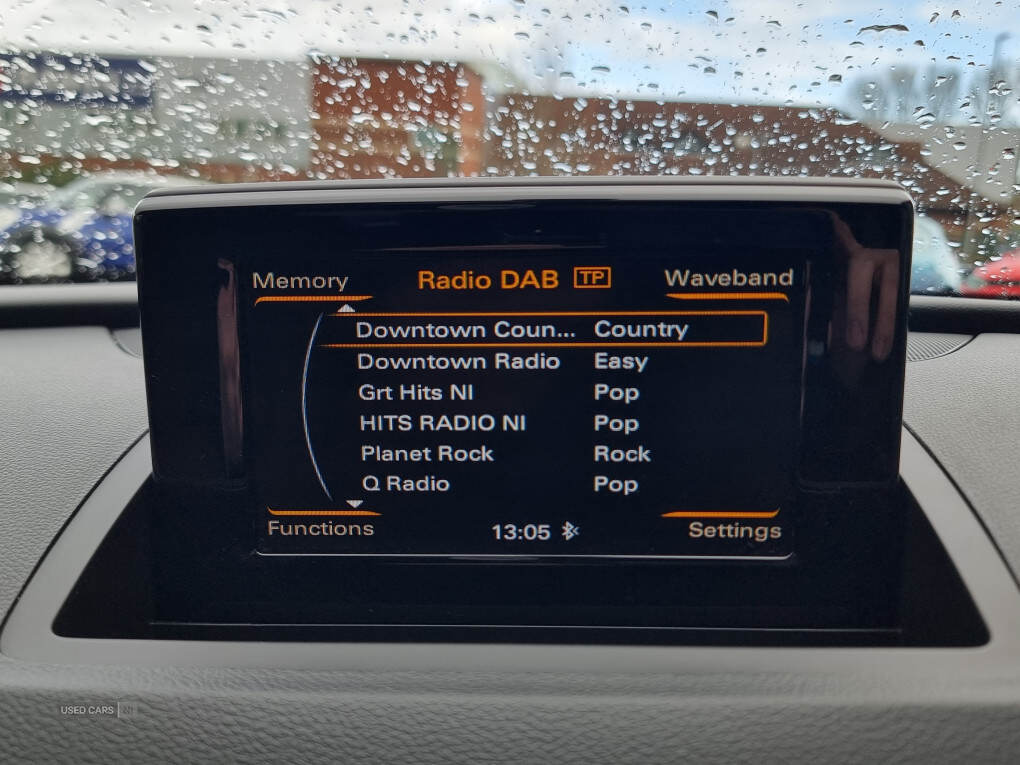 Memory Radio DAB TP Waveband
Downtown Coun... Country
Downtown Radio Easy
Grt Hits NI Pop
HITS RADIO NI Pop
Planet Rock Rock
Q Radio Pop
Functions 13:05 Settings
USED CARS